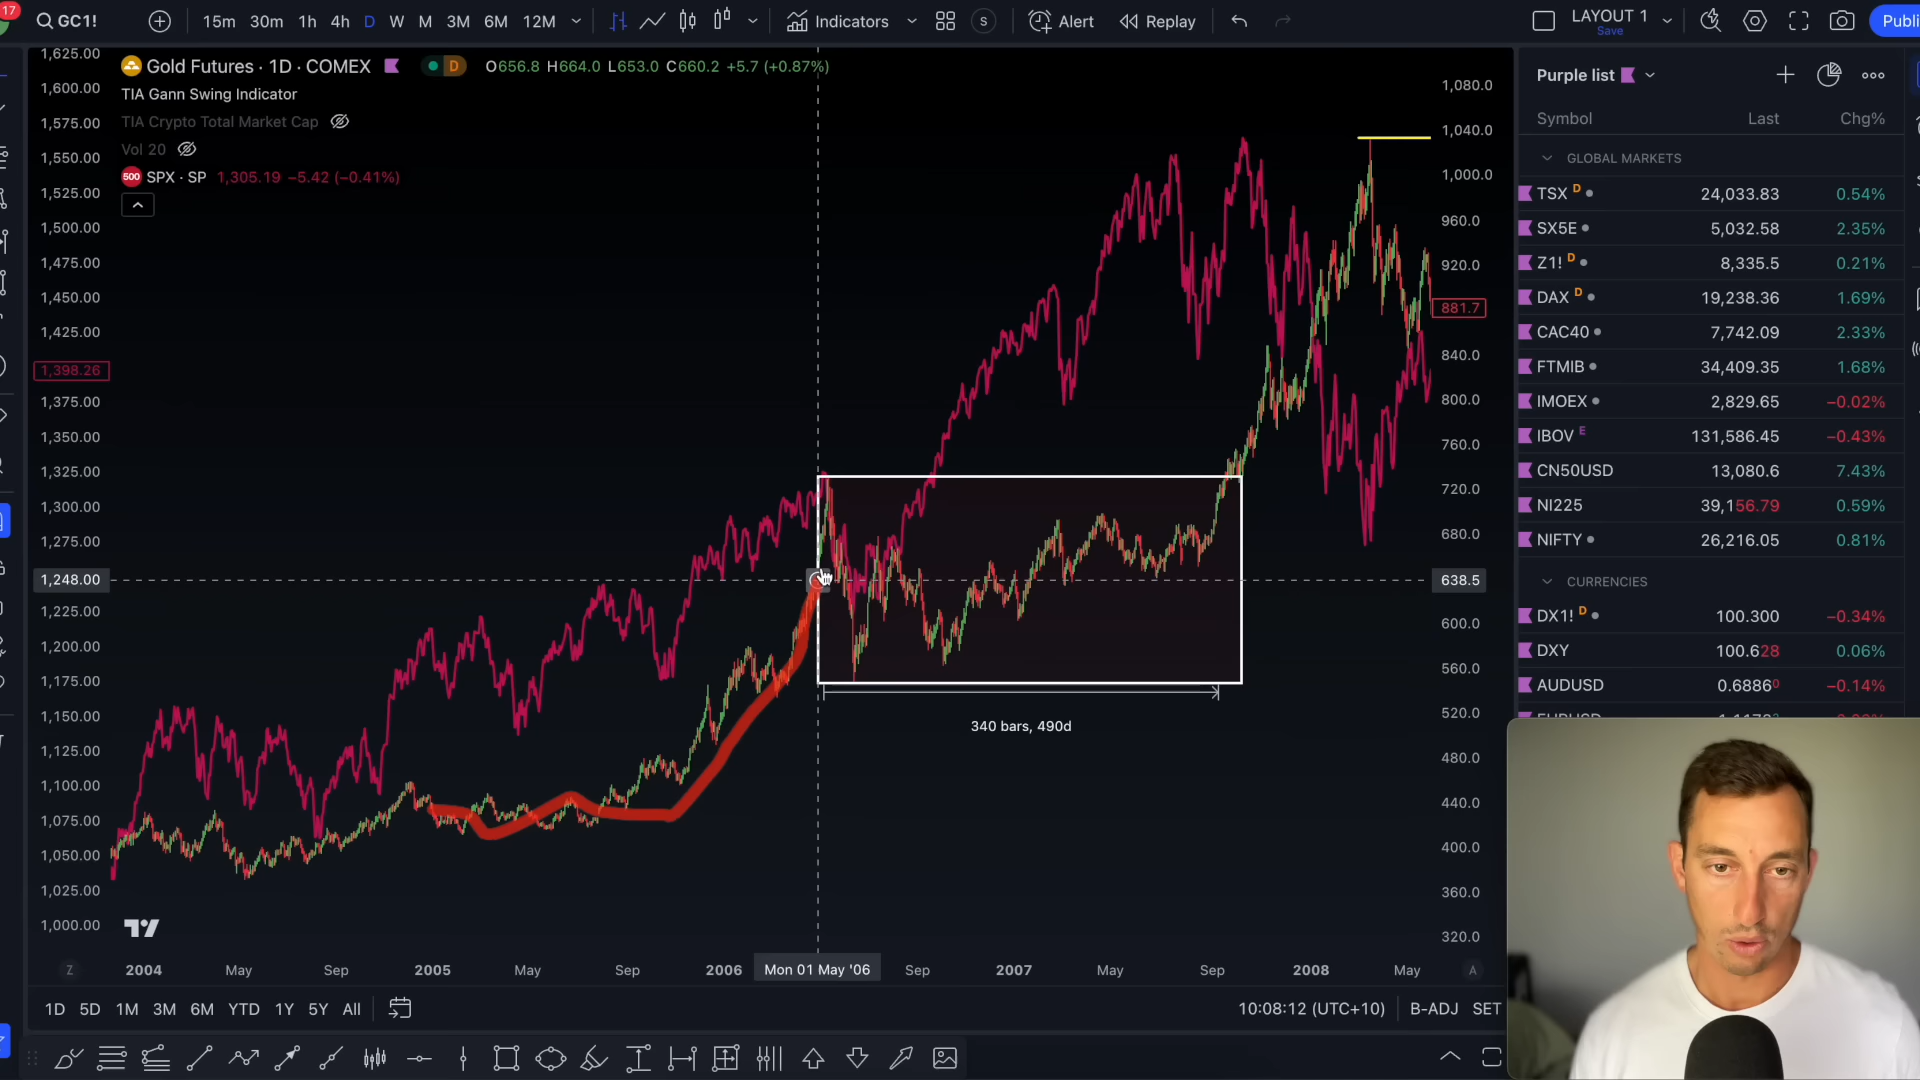 17
GC1!
15m 30m 1h 4h D W M 3M 6M 12M
Indicators
S
Alert
Replay
LAYOUT 1
Save
Publi
Gold Futures · 1D · COMEX D O656.8 H664.0 L653.0 C660.2 +5.7 (+0.87%)
TIA Gann Swing Indicator
TIA Crypto Total Market Cap
Vol 20
500 SPX · SP 1,305.19 −5.42 (−0.41%)
1,625.00
1,600.00
1,575.00
1,550.00
1,525.00
1,500.00
1,475.00
1,450.00
1,425.00
1,398.26
1,375.00
1,350.00
1,325.00
1,300.00
1,275.00
1,248.00
1,225.00
1,200.00
1,175.00
1,150.00
1,125.00
1,100.00
1,075.00
1,050.00
1,025.00
1,000.00
340 bars, 490d
1,080.0
1,040.0
1,000.0
960.0
920.0
881.7
840.0
800.0
760.0
720.0
680.0
638.5
600.0
560.0
520.0
480.0
440.0
400.0
360.0
320.0
Z 2004 May Sep 2005 May Sep 2006 Mon 01 May '06 Sep 2007 May Sep 2008 May A
1D 5D 1M 3M 6M YTD 1Y 5Y All
10:08:12 (UTC+10) B-ADJ SET
Purple list
Symbol Last Chg%
GLOBAL MARKETS
TSX D 24,033.83 0.54%
SX5E 5,032.58 2.35%
Z1! D 8,335.5 0.21%
DAX D 19,238.36 1.69%
CAC40 7,742.09 2.33%
FTMIB 34,409.35 1.68%
IMOEX 2,829.65 −0.02%
IBOV E 131,586.45 −0.43%
CN50USD 13,080.6 7.43%
NI225 39,156.79 0.59%
NIFTY 26,216.05 0.81%
CURRENCIES
DX1! D 100.300 −0.34%
DXY 100.628 0.06%
AUDUSD 0.68860 −0.14%